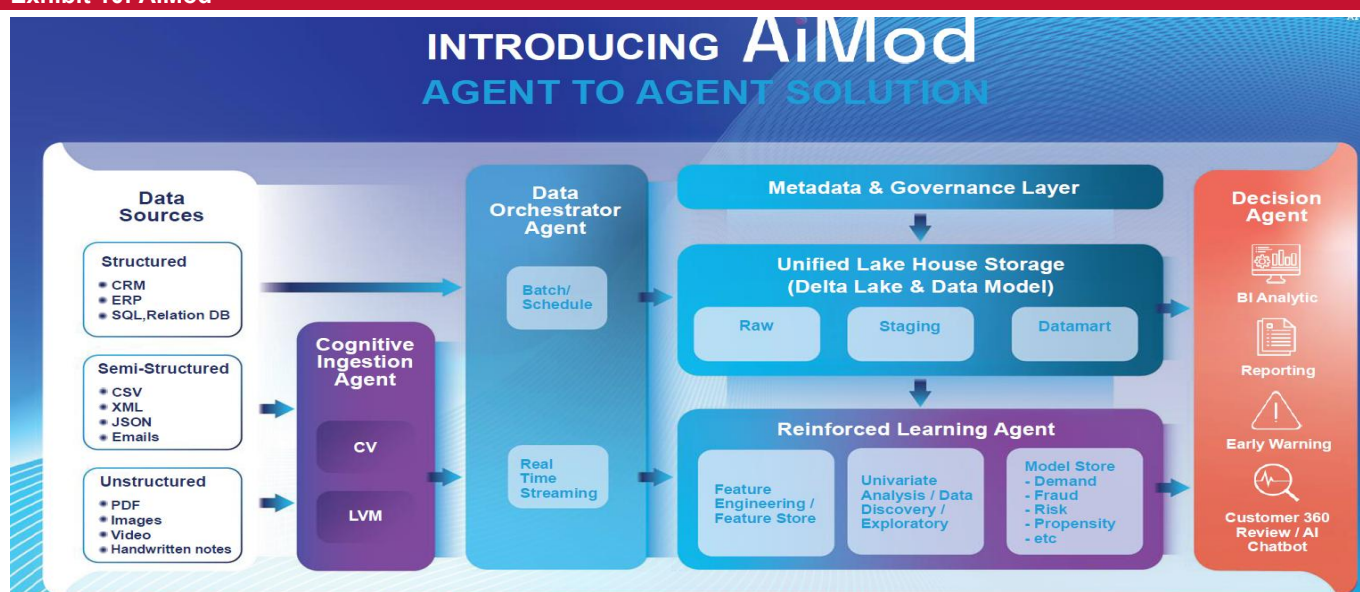 Exhibit 10: AiMod
INTRODUCING AiMod
AGENT TO AGENT SOLUTION
Data
Sources
Structured
CRM
ERP
SQL,Relation DB
Semi-Structured
CSV
XML
JSON
Emails
Unstructured
PDF
Images
Video
Handwritten notes
Cognitive
Ingestion
Agent
CV
LVM
Data
Orchestrator
Agent
Batch/
Schedule
Real
Time
Streaming
Metadata & Governance Layer
Unified Lake House Storage
(Delta Lake & Data Model)
Raw
Staging
Datamart
Reinforced Learning Agent
Feature
Engineering /
Feature Store
Univariate
Analysis / Data
Discovery /
Exploratory
Model Store
- Demand
- Fraud
- Risk
- Propensity
- etc
Decision
Agent
BI Analytic
Reporting
Early Warning
Customer 360
Review / AI
Chatbot